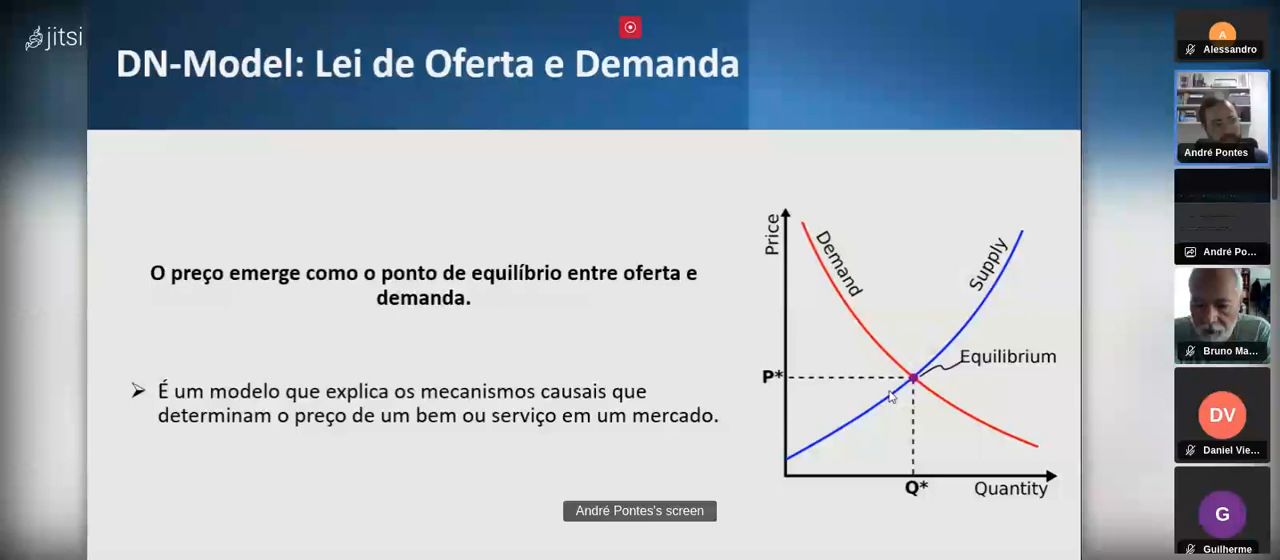 jitsi
DN-Model: Lei de Oferta e Demanda
O preço emerge como o ponto de equilíbrio entre oferta e
demanda.
É um modelo que explica os mecanismos causais que
determinam o preço de um bem ou serviço em um mercado.
Price
Demand
Supply
Equilibrium
P*
Q*
Quantity
André Pontes's screen
A
Alessandro
André Pontes
André Po...
Bruno Ma...
DV
Daniel Vie...
G
Guilherme